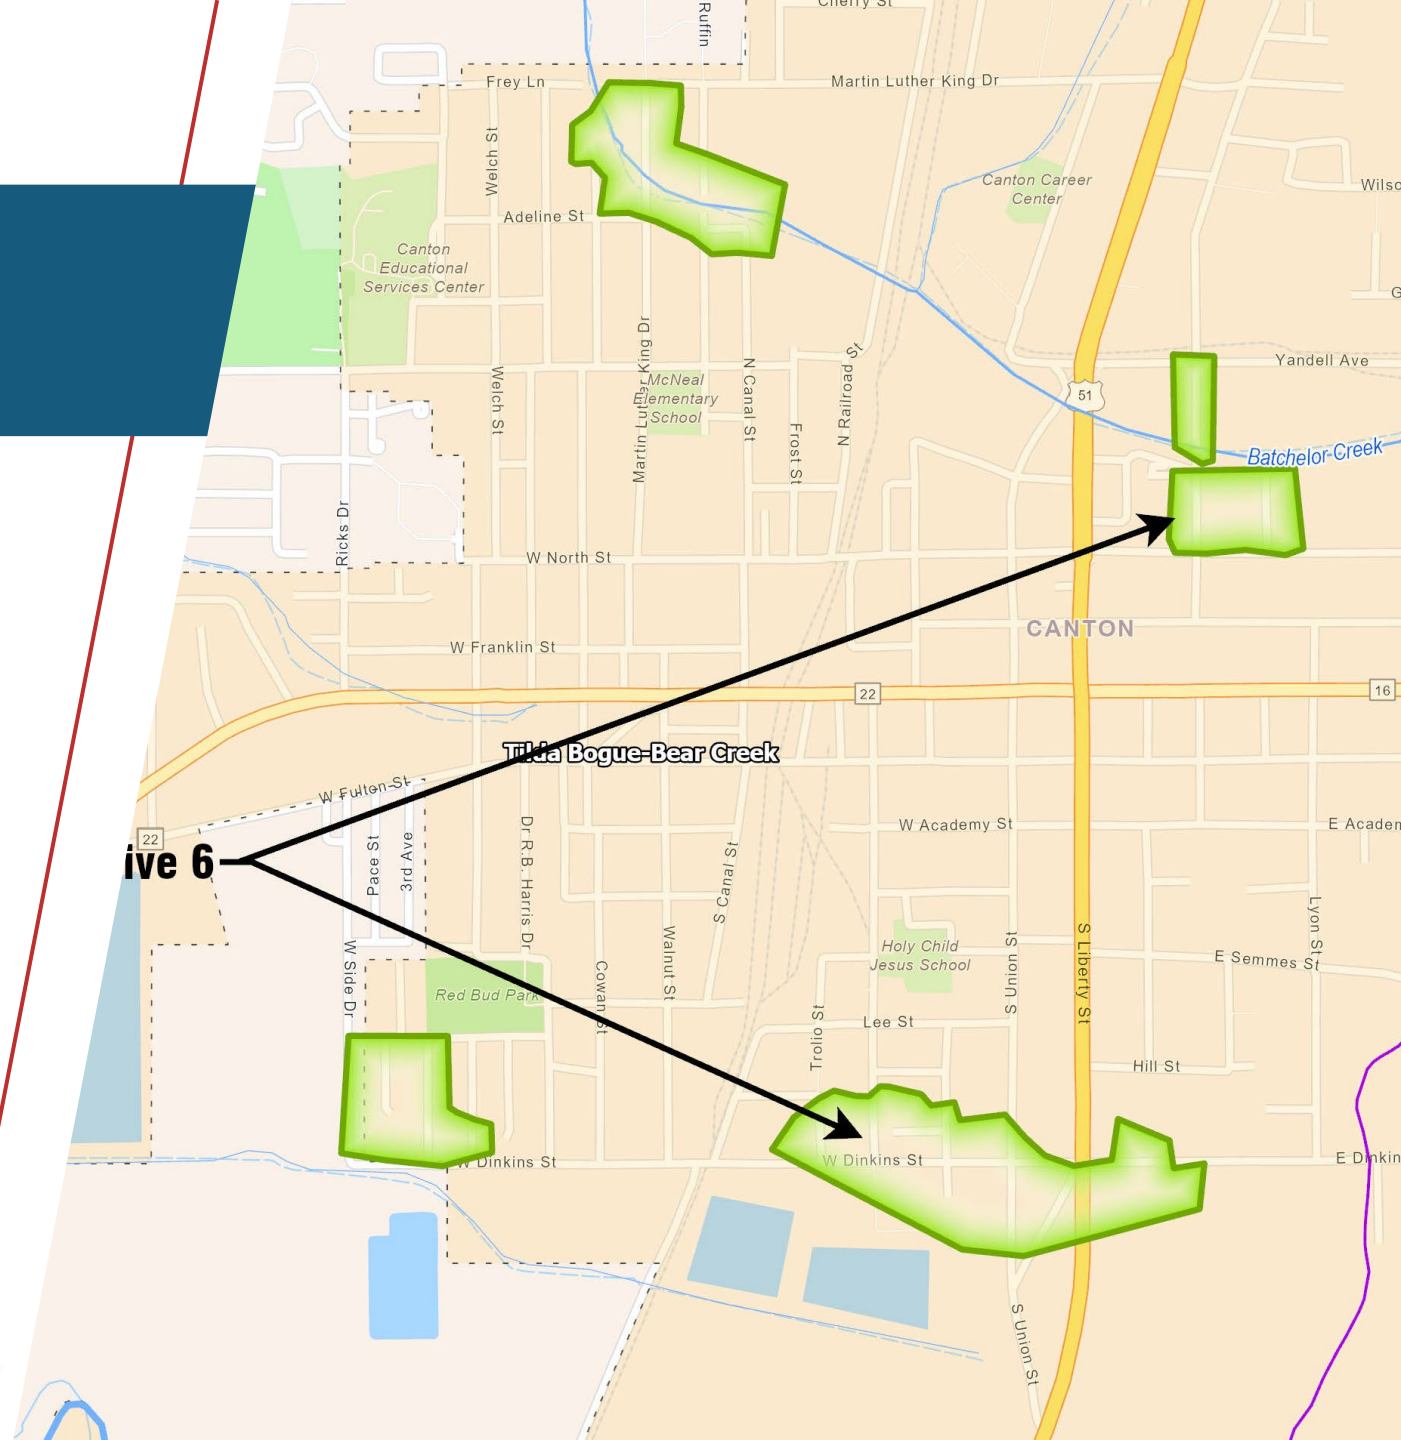 Cherry St
Ruffin
Frey Ln
Martin Luther King Dr
Welch St
Canton Career
Center
Adeline St
Canton
Educational
Services Center
Martin Luther King Dr
McNeal
Elementary
School
N Canal St
N Railroad St
Frost St
Welch St
Yandell Ave
51
Batchelor Creek
Ricks Dr
W North St
CANTON
W Franklin St
22
16
Tilda Bogue-Bear Creek
W Fulton St
22
ive 6
Pace St
3rd Ave
Dr R.B. Harris Dr
S Canal St
W Academy St
E Academ
Lyon St
W Side Dr
Walnut St
Cowan St
Red Bud Park
Holy Child
Jesus School
S Union St
S Liberty St
E Semmes St
Trolio St
Lee St
Hill St
W Dinkins St
W Dinkins St
E Dinkin
S Union St